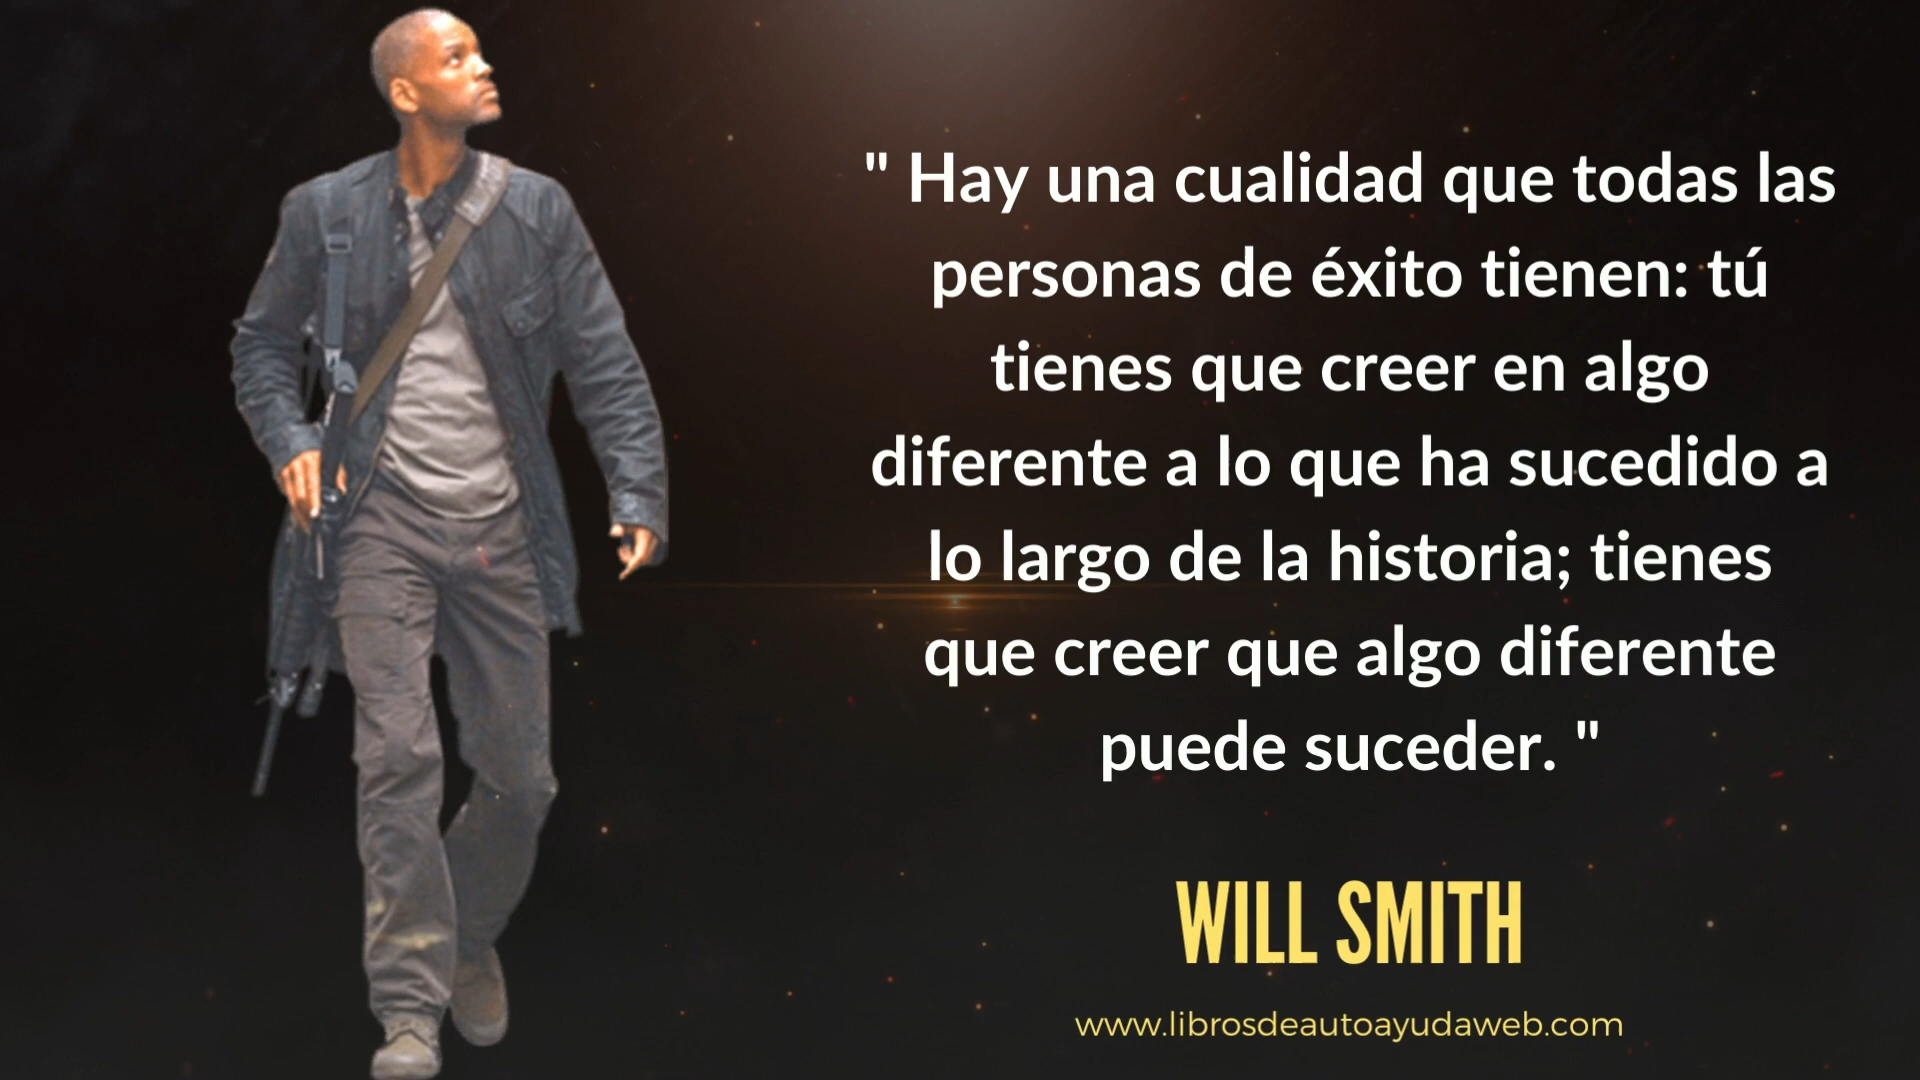 " Hay una cualidad que todas las
personas de éxito tienen: tú
tienes que creer en algo
diferente a lo que ha sucedido a
lo largo de la historia; tienes
que creer que algo diferente
puede suceder. "
WILL SMITH
www.librosdeautoayudaweb.com